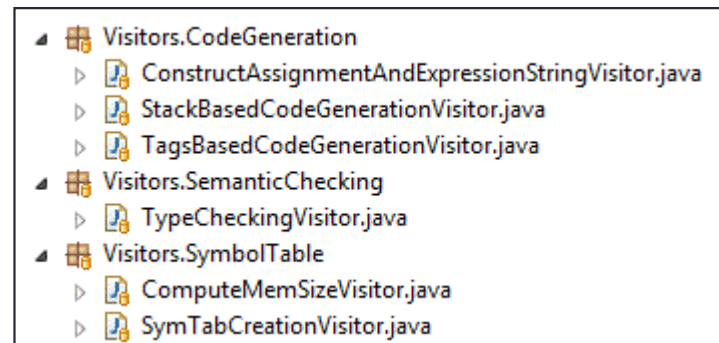 Visitors.CodeGeneration
ConstructAssignmentAndExpressionStringVisitor.java
StackBasedCodeGenerationVisitor.java
TagsBasedCodeGenerationVisitor.java
Visitors.SemanticChecking
TypeCheckingVisitor.java
Visitors.SymbolTable
ComputeMemSizeVisitor.java
SymTabCreationVisitor.java